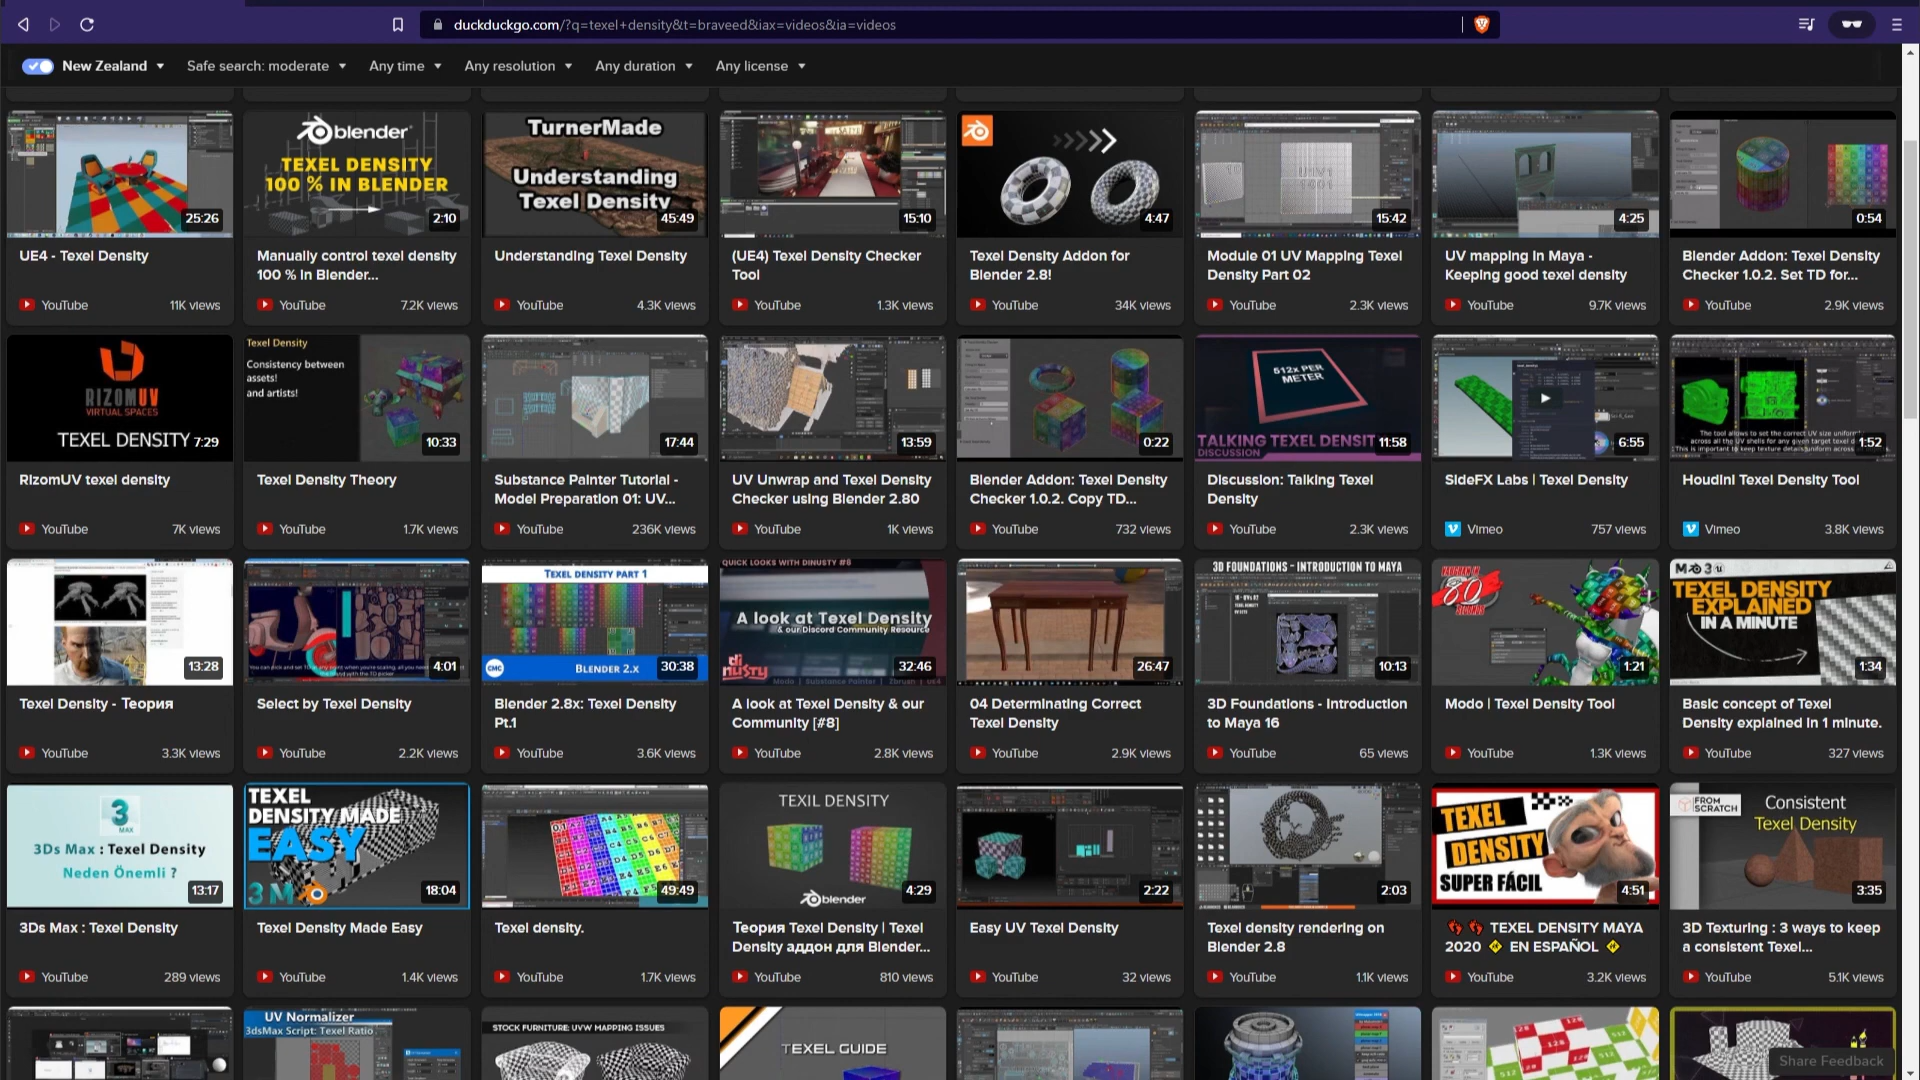 duckduckgo.com/?q=texel+density&t=braveed&iax=videos&ia=videos
New Zealand
Safe search: moderate
Any time
Any resolution
Any duration
Any license
25:26
UE4 - Texel Density
YouTube
11K views
blender
TEXEL DENSITY
100 % IN BLENDER
2:10
Manually control texel density
100 % in Blender...
YouTube
7.2K views
TurnerMade
Understanding
Texel Density
45:49
Understanding Texel Density
YouTube
4.3K views
15:10
(UE4) Texel Density Checker
Tool
YouTube
1.3K views
4:47
Texel Density Addon for
Blender 2.8!
YouTube
34K views
15:42
Module 01 UV Mapping Texel
Density Part 02
YouTube
2.3K views
4:25
UV mapping in Maya -
Keeping good texel density
YouTube
9.7K views
0:54
Blender Addon: Texel Density
Checker 1.0.2. Set TD for...
YouTube
2.9K views
RIZOMUV
VIRTUAL SPACES
TEXEL DENSITY
7:29
RizomUV texel density
YouTube
7K views
Texel Density
Consistency between
assets!
and artists!
10:33
Texel Density Theory
YouTube
1.7K views
17:44
Substance Painter Tutorial -
Model Preparation 01: UV...
YouTube
236K views
13:59
UV Unwrap and Texel Density
Checker using Blender 2.80
YouTube
1K views
0:22
Blender Addon: Texel Density
Checker 1.0.2. Copy TD...
YouTube
732 views
512X PER
METER
TALKING TEXEL DENSIT
DISCUSSION
11:58
Discussion: Talking Texel
Density
YouTube
2.3K views
6:55
SideFX Labs | Texel Density
Vimeo
757 views
1:52
Houdini Texel Density Tool
Vimeo
3.8K views
13:28
Texel Density - Теория
YouTube
3.3K views
4:01
Select by Texel Density
YouTube
2.2K views
TEXEL DENSITY PART 1
CMC
BLENDER 2.X
30:38
Blender 2.8x: Texel Density
Pt.1
YouTube
3.6K views
QUICK LOOKS WITH DINUSTY #8
A look at Texel Density
& our Discord Community Resource
di nusty
32:46
A look at Texel Density & our
Community [#8]
YouTube
2.8K views
26:47
04 Determinating Correct
Texel Density
YouTube
2.9K views
3D FOUNDATIONS - INTRODUCTION TO MAYA
10:13
3D Foundations - Introduction
to Maya 16
YouTube
65 views
80
SECONDS
1:21
Modo | Texel Density Tool
YouTube
1.3K views
TEXEL DENSITY
EXPLAINED
IN A MINUTE
1:34
Basic concept of Texel
Density explained in 1 minute.
YouTube
327 views
3
MAX
3Ds Max : Texel Density
Neden Önemli ?
13:17
3Ds Max : Texel Density
YouTube
289 views
TEXEL
DENSITY MADE
EASY
3 M
18:04
Texel Density Made Easy
YouTube
1.4K views
49:49
Texel density.
YouTube
1.7K views
TEXIL DENSITY
blender
4:29
Теория Texel Density | Texel
Density аддон для Blender...
YouTube
810 views
2:22
Easy UV Texel Density
YouTube
32 views
2:03
Texel density rendering on
Blender 2.8
YouTube
1.1K views
TEXEL
DENSITY
SUPER FÁCIL
4:51
TEXEL DENSITY MAYA
2020 EN ESPAÑOL
YouTube
3.2K views
FROM
SCRATCH
Consistent
Texel Density
3:35
3D Texturing : 3 ways to keep
a consistent Texel...
YouTube
5.1K views
UV Normalizer
3dsMax Script: Texel Ratio
STOCK FURNITURE: UVW MAPPING ISSUES
TEXEL GUIDE
Share Feedback